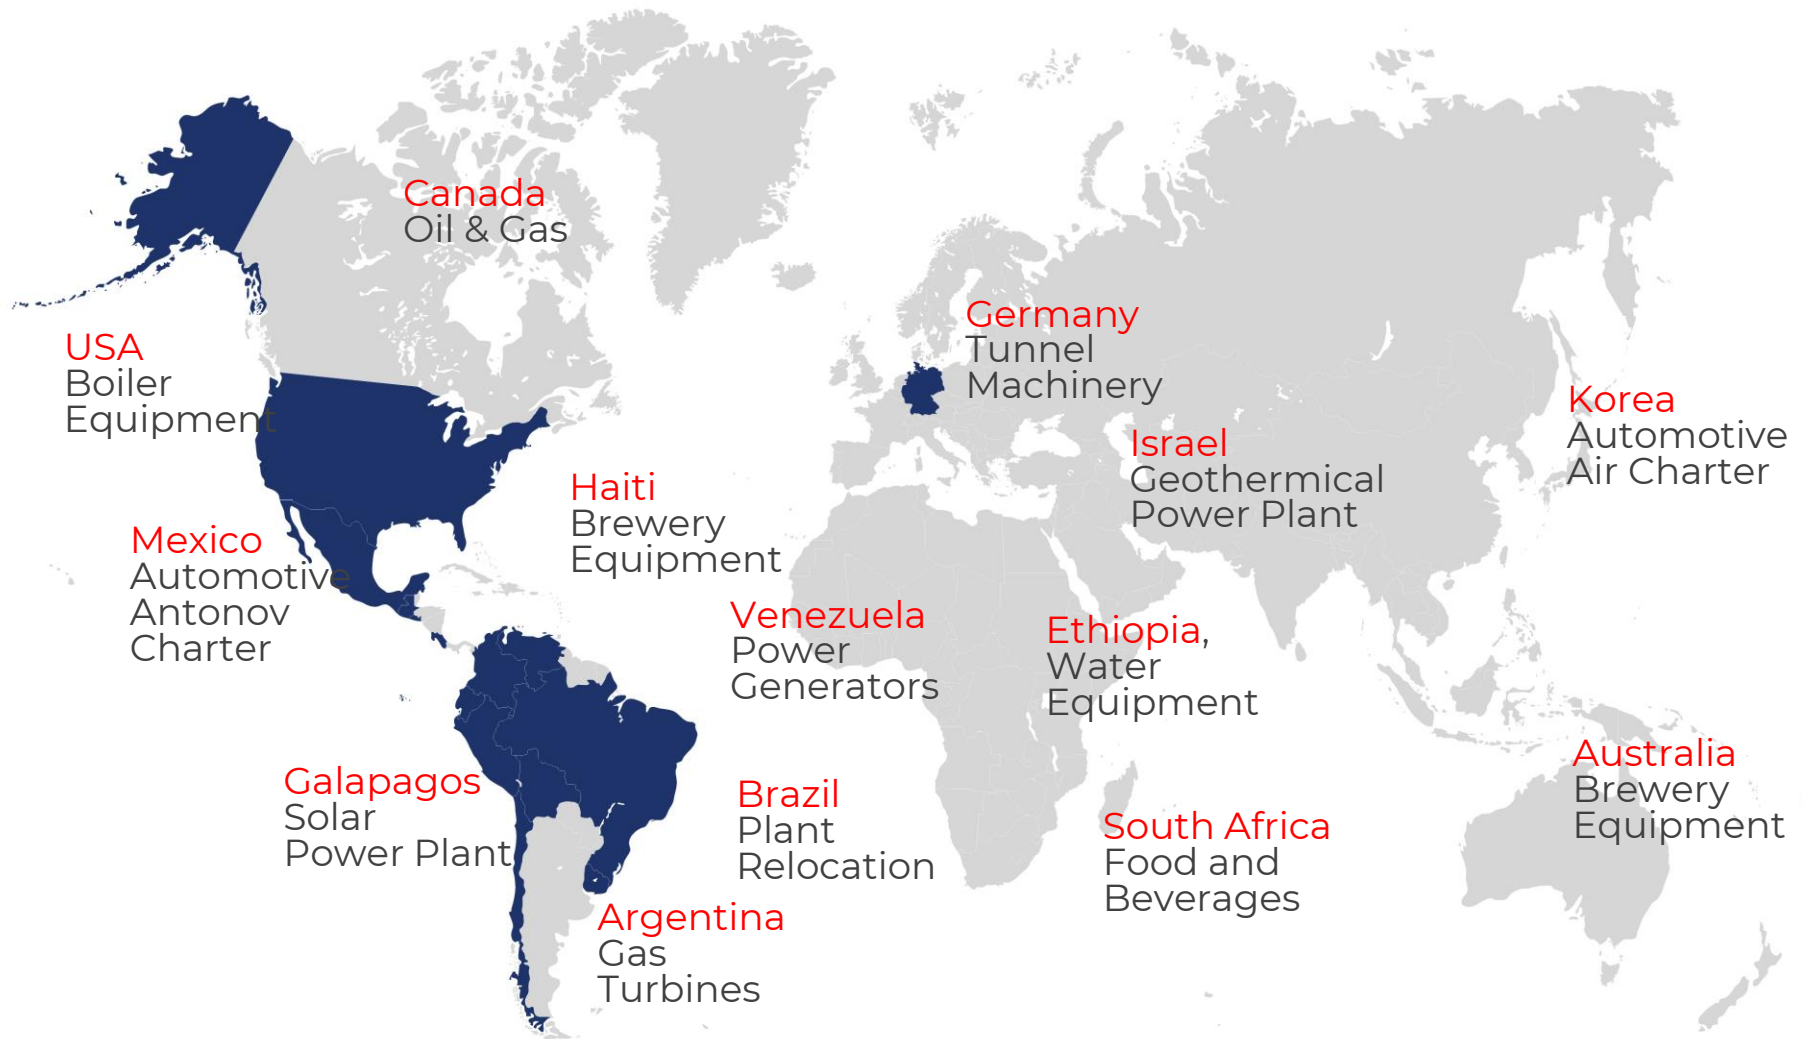 Canada
Oil & Gas
Germany
Tunnel
Machinery
USA
Boiler
Equipment
Korea
Automotive
Air Charter
Israel
Geothermical
Power Plant
Haiti
Brewery
Equipment
Mexico
Automotive
Antonov
Charter
Venezuela
Power
Generators
Ethiopia,
Water
Equipment
Australia
Brewery
Equipment
Galapagos
Solar
Power Plant
Brazil
Plant
Relocation
South Africa
Food and
Beverages
Argentina
Gas
Turbines